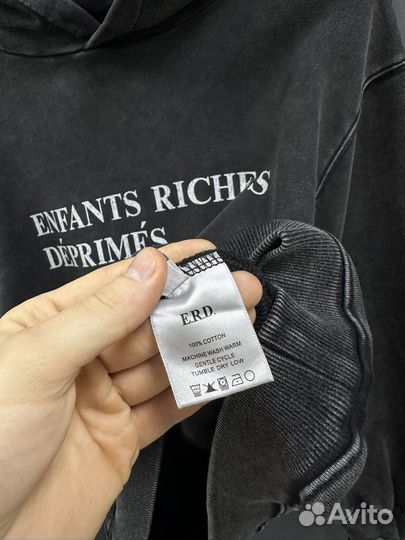 ENFANTS RICHES
DÉPRIMÉS
E.R.D.
100% COTTON
MACHINE WASH WARM
GENTLE CYCLE
TUMBLE DRY LOW
Avito